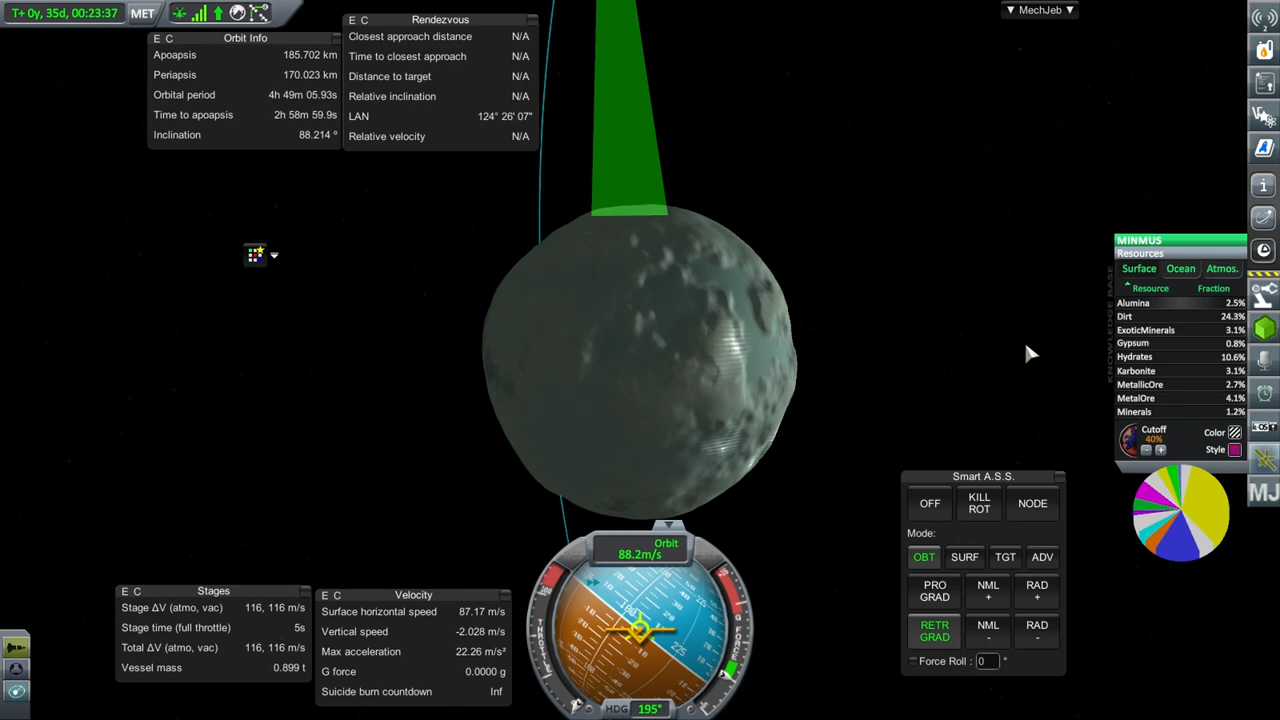 T+ 0y, 35d, 00:23:37 MET
▼ MechJeb ▼
E C Orbit Info
Apoapsis 185.702 km
Periapsis 170.023 km
Orbital period 4h 49m 05.93s
Time to apoapsis 2h 58m 59.9s
Inclination 88.214 º
E C Rendezvous
Closest approach distance N/A
Time to closest approach N/A
Distance to target N/A
Relative inclination N/A
LAN 124° 26' 07"
Relative velocity N/A
MINMUS
Resources
Surface Ocean Atmos.
Resource Fraction
Alumina 2.5%
Dirt 24.3%
ExoticMinerals 3.1%
Gypsum 0.8%
Hydrates 10.6%
Karbonite 3.1%
MetallicOre 2.7%
MetalOre 4.1%
Minerals 1.2%
Cutoff
40%
Color
Style
KNOWLEDGE BASE
kOS
MJ
Smart A.S.S.
OFF KILL ROT NODE
Mode:
OBT SURF TGT ADV
PRO GRAD NML + RAD +
RETR GRAD NML - RAD -
Force Roll : 0 °
E C Stages
Stage ΔV (atmo, vac) 116, 116 m/s
Stage time (full throttle) 5s
Total ΔV (atmo, vac) 116, 116 m/s
Vessel mass 0.899 t
E C Velocity
Surface horizontal speed 87.17 m/s
Vertical speed -2.028 m/s
Max acceleration 22.26 m/s²
G force 0.0000 g
Suicide burn countdown Inf
Orbit
88.2m/s
THROTTLE
G FORCE
225
HDG 195°